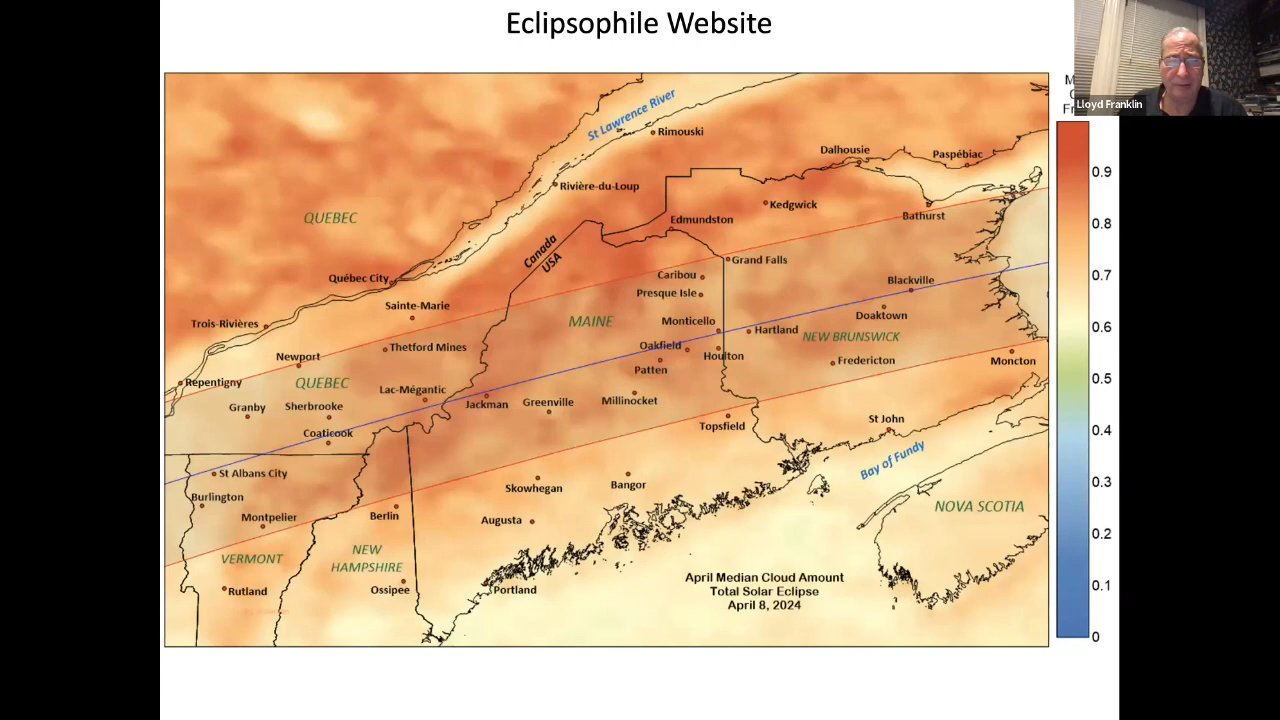 Eclipsophile Website
Lloyd Franklin
St Lawrence River
Rimouski
Dalhousie
Paspébiac
Rivière-du-Loup
QUEBEC
Kedgwick
Edmundston
Bathurst
Canada
USA
Grand Falls
Québec City
Caribou
Blackville
Presque Isle
Sainte-Marie
Doaktown
Trois-Rivières
MAINE
Monticello
Hartland
NEW BRUNSWICK
Thetford Mines
Oakfield
Houlton
Newport
Patten
Fredericton
Moncton
Repentigny
QUEBEC
Lac-Mégantic
Jackman
Greenville
Millinocket
Granby
Sherbrooke
St John
Topsfield
Coaticook
Bay of Fundy
St Albans City
Skowhegan
Bangor
Burlington
NOVA SCOTIA
Montpelier
Berlin
Augusta
VERMONT
NEW
HAMPSHIRE
Rutland
Ossipee
Portland
April Median Cloud Amount
Total Solar Eclipse
April 8, 2024
0.9
0.8
0.7
0.6
0.5
0.4
0.3
0.2
0.1
0